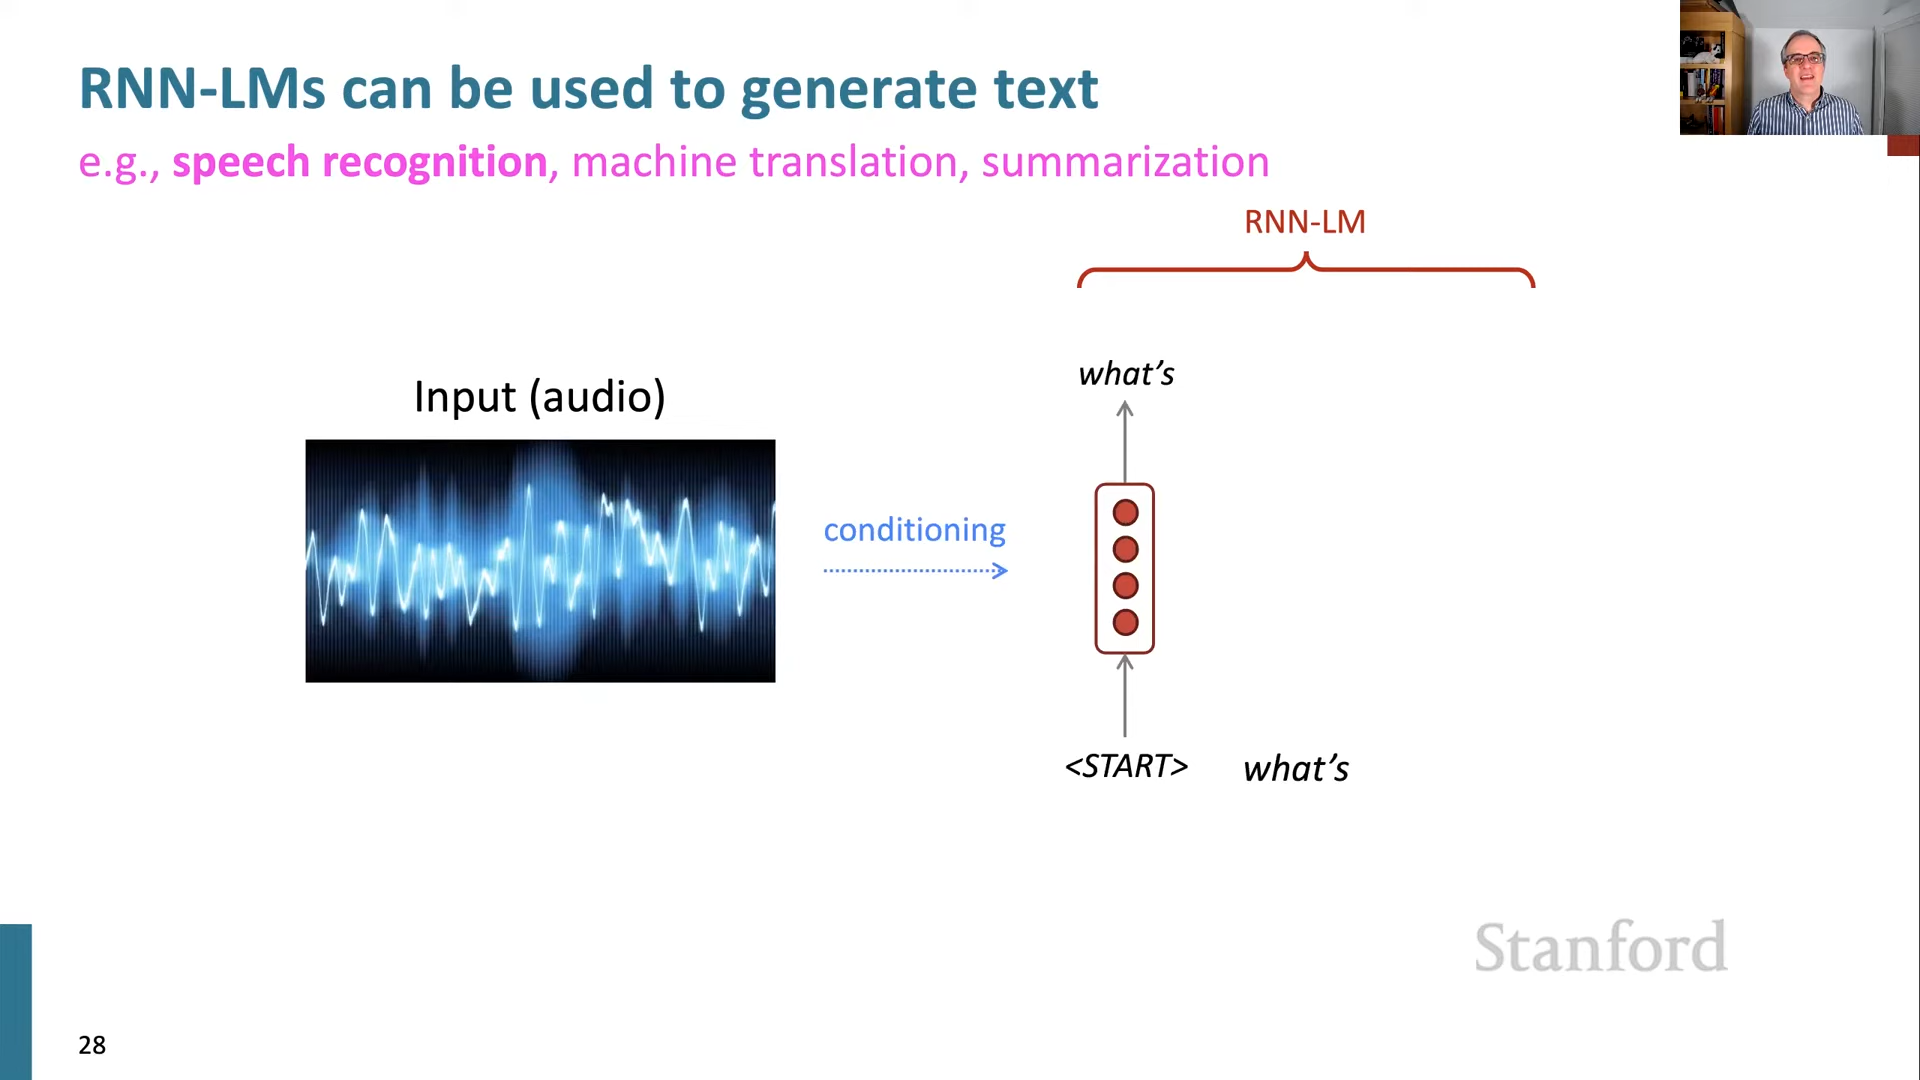 RNN-LMs can be used to generate text
e.g., speech recognition, machine translation, summarization
RNN-LM
what's
Input (audio)
conditioning
<START> what's
Stanford
28